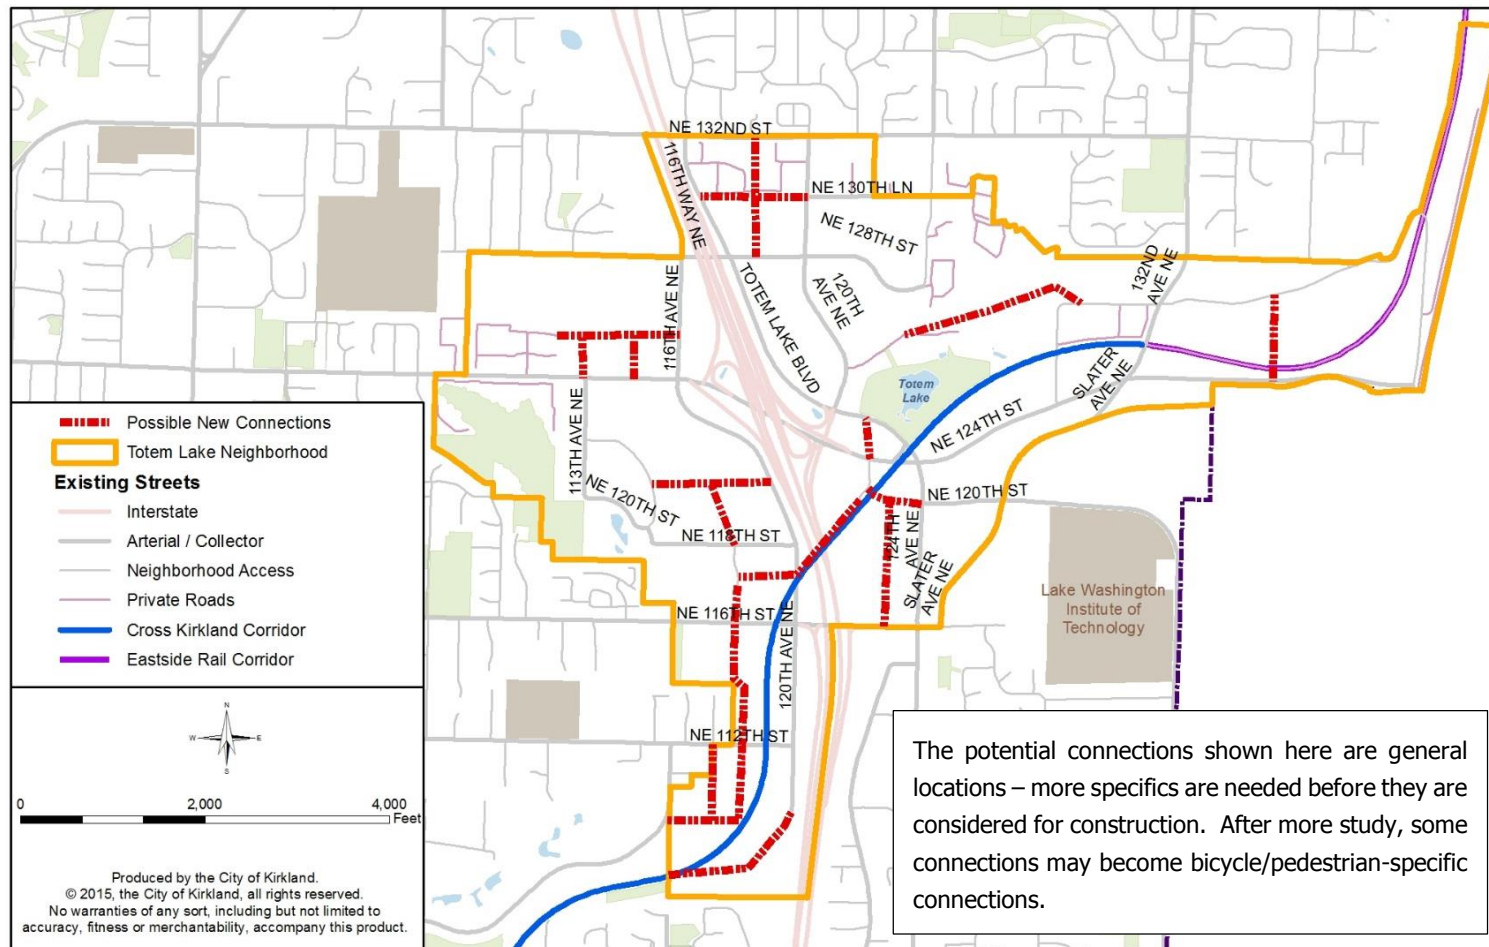 NE 132ND ST
116TH WAY NE
NE 130TH LN
NE 128TH ST
120TH
AVE NE
132ND
AVE NE
116TH AVE NE
TOTEM LAKE BLVD
Totem
Lake
SLATER
AVE NE
NE 124TH ST
113TH AVE NE
NE 120TH ST
NE 120TH ST
NE 118TH ST
124TH
AVE NE
SLATER
AVE NE
NE 116TH ST
120TH AVE NE
NE 112TH ST
Lake Washington
Institute of
Technology
Possible New Connections
Totem Lake Neighborhood
Existing Streets
Interstate
Arterial / Collector
Neighborhood Access
Private Roads
Cross Kirkland Corridor
Eastside Rail Corridor
N
W
E
S
0
2,000
4,000
Feet
Produced by the City of Kirkland.
© 2015, the City of Kirkland, all rights reserved.
No warranties of any sort, including but not limited to
accuracy, fitness or merchantability, accompany this product.
The potential connections shown here are general
locations – more specifics are needed before they are
considered for construction. After more study, some
connections may become bicycle/pedestrian-specific
connections.